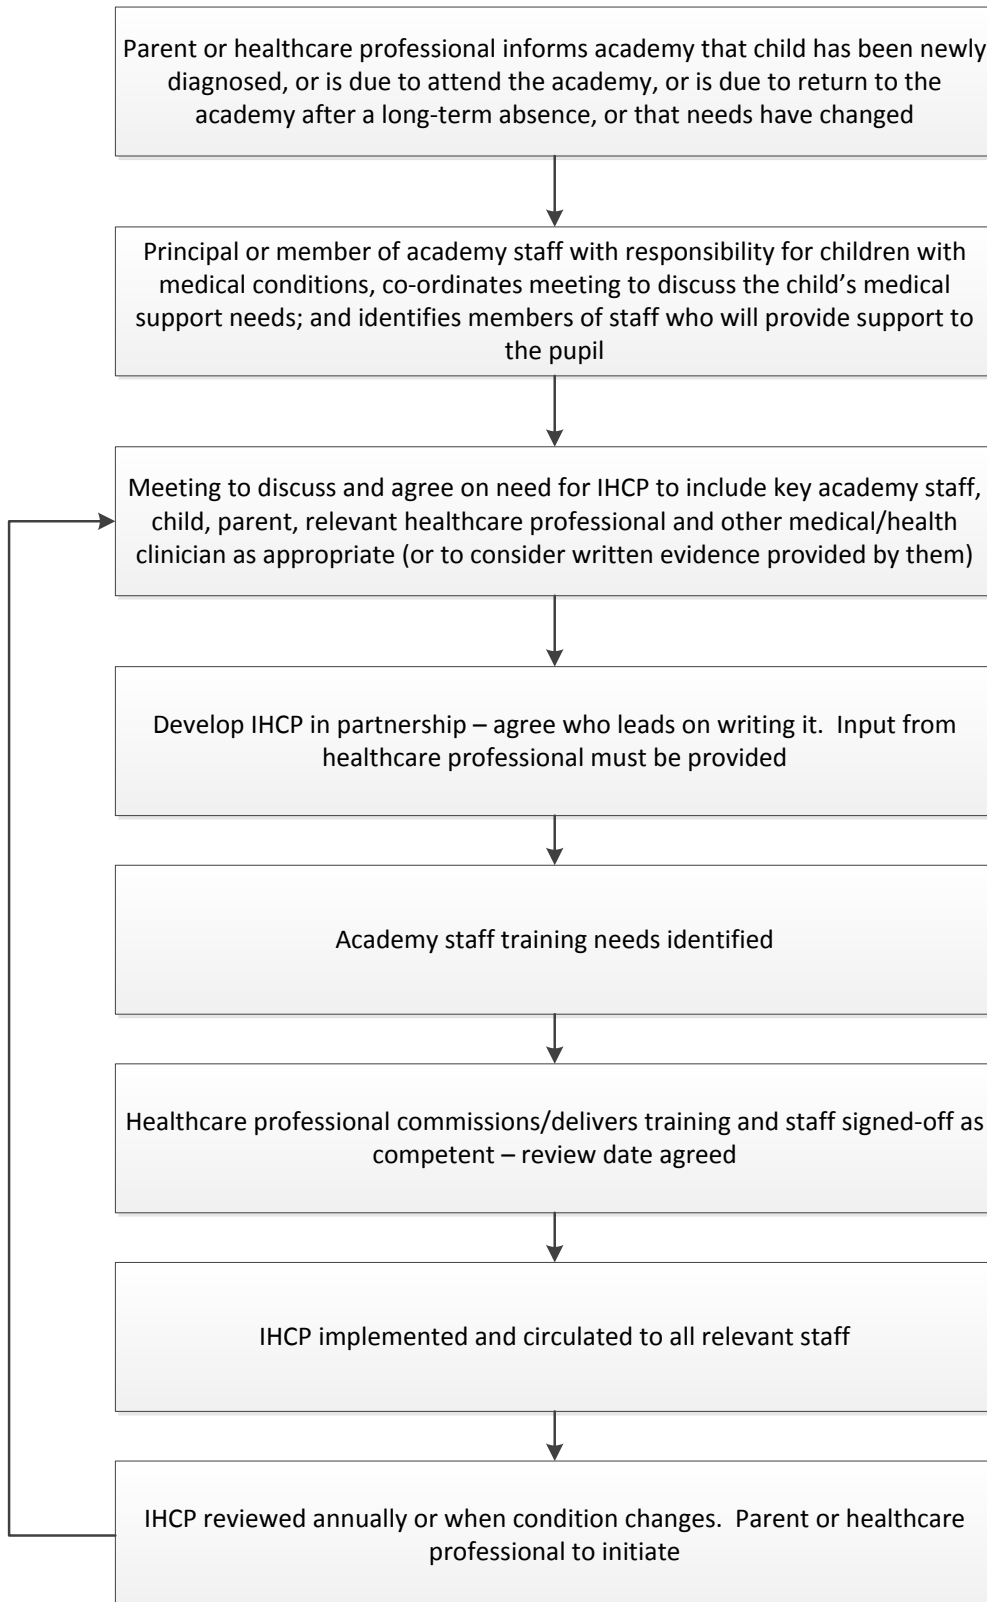 Parent or healthcare professional informs academy that child has been newly
diagnosed, or is due to attend the academy, or is due to return to the
academy after a long-term absence, or that needs have changed
Principal or member of academy staff with responsibility for children with
medical conditions, co-ordinates meeting to discuss the child’s medical
support needs; and identifies members of staff who will provide support to
the pupil
Meeting to discuss and agree on need for IHCP to include key academy staff,
child, parent, relevant healthcare professional and other medical/health
clinician as appropriate (or to consider written evidence provided by them)
Develop IHCP in partnership – agree who leads on writing it.  Input from
healthcare professional must be provided
Academy staff training needs identified
Healthcare professional commissions/delivers training and staff signed-off as
competent – review date agreed
IHCP implemented and circulated to all relevant staff
IHCP reviewed annually or when condition changes.  Parent or healthcare
professional to initiate